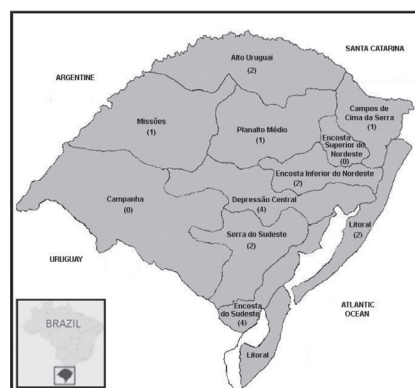 SANTA CATARINA
Alto Uruguai
(2)
ARGENTINE
Campos de
Cima da Serra
(1)
Missões
(1)
Planalto Médio
(1)
Encosta
Superior do
Nordeste
(0)
Encosta Inferior do Nordeste
(2)
Campanha
(0)
Depressão Central
(4)
Litoral
(2)
Serra do Sudeste
(2)
URUGUAY
ATLANTIC
OCEAN
Encosta
do Sudeste
(4)
BRAZIL
Litoral